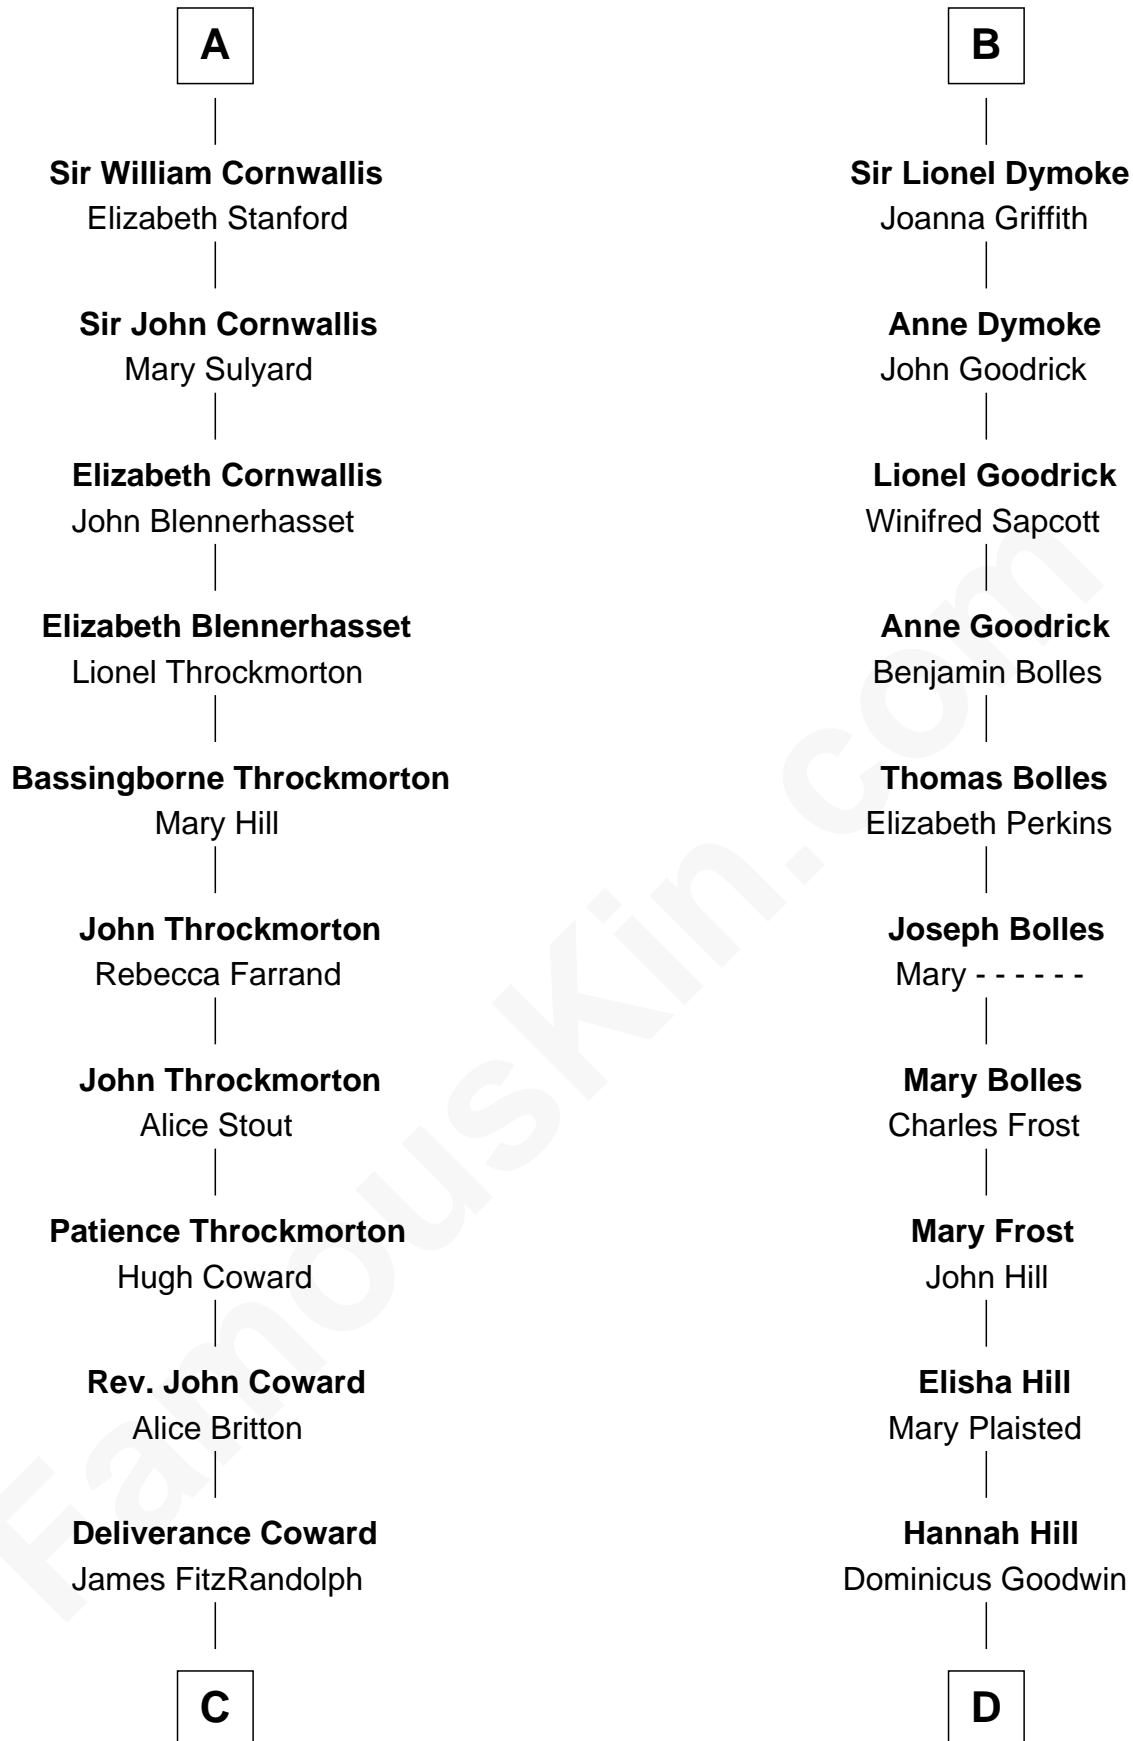 A
Sir William Cornwallis
Elizabeth Stanford
Sir John Cornwallis
Mary Sulyard
Elizabeth Cornwallis
John Blennerhasset
Elizabeth Blennerhasset
Lionel Throckmorton
Bassingborne Throckmorton
Mary Hill
John Throckmorton
Rebecca Farrand
John Throckmorton
Alice Stout
Patience Throckmorton
Hugh Coward
Rev. John Coward
Alice Britton
Deliverance Coward
James FitzRandolph
C
B
Sir Lionel Dymoke
Joanna Griffith
Anne Dymoke
John Goodrick
Lionel Goodrick
Winifred Sapcott
Anne Goodrick
Benjamin Bolles
Thomas Bolles
Elizabeth Perkins
Joseph Bolles
Mary - - - - - -
Mary Bolles
Charles Frost
Mary Frost
John Hill
Elisha Hill
Mary Plaisted
Hannah Hill
Dominicus Goodwin
D
FamousKin.com